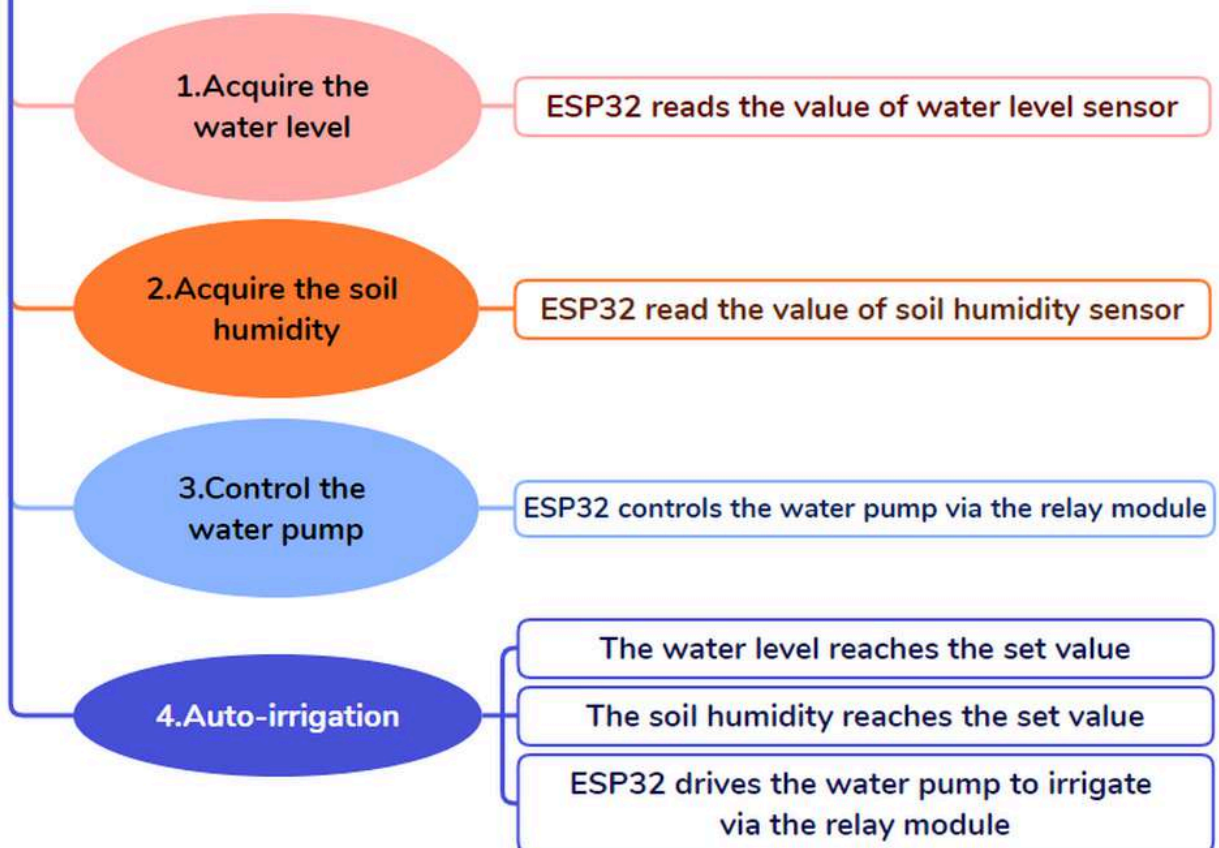 1.Acquire the
water level
ESP32 reads the value of water level sensor
2.Acquire the soil
humidity
ESP32 read the value of soil humidity sensor
3.Control the
water pump
ESP32 controls the water pump via the relay module
4.Auto-irrigation
The water level reaches the set value
The soil humidity reaches the set value
ESP32 drives the water pump to irrigate
via the relay module